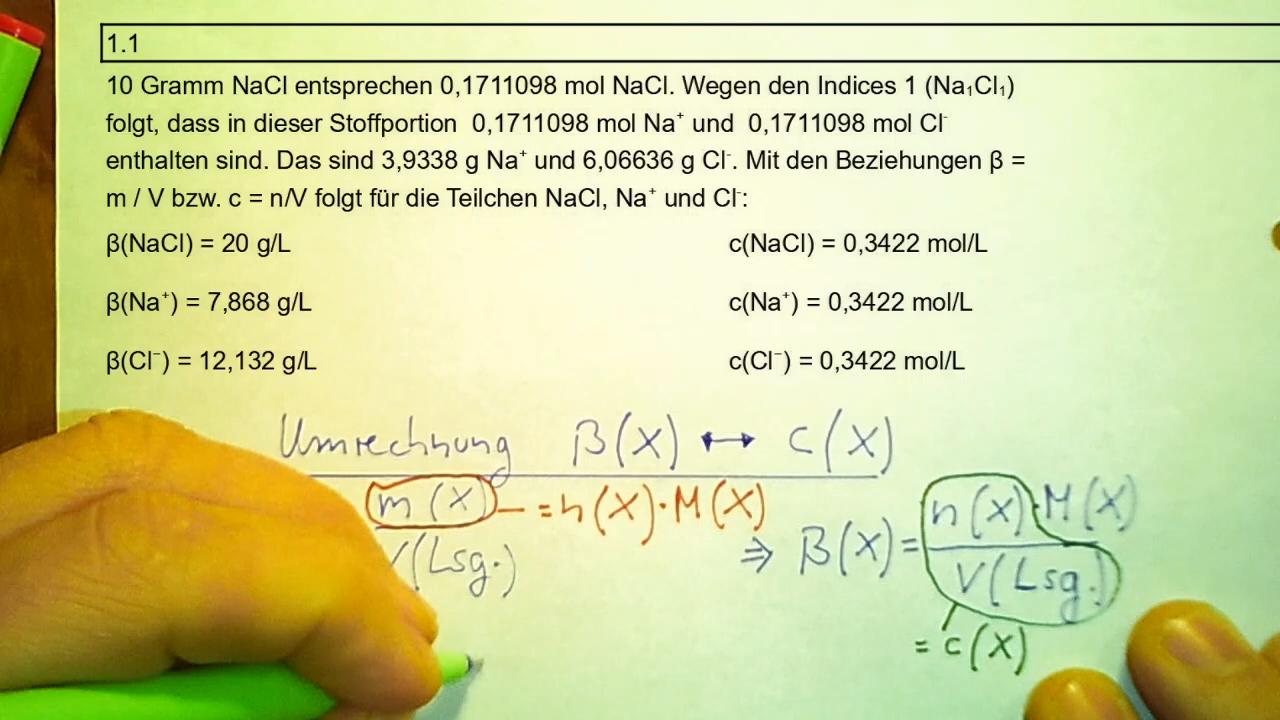 1.1
10 Gramm NaCl entsprechen 0,1711098 mol NaCl. Wegen den Indices 1 (Na₁Cl₁)
folgt, dass in dieser Stoffportion 0,1711098 mol Na⁺ und 0,1711098 mol Cl⁻
enthalten sind. Das sind 3,9338 g Na⁺ und 6,06636 g Cl⁻. Mit den Beziehungen β =
m / V bzw. c = n/V folgt für die Teilchen NaCl, Na⁺ und Cl⁻:
β(NaCl) = 20 g/L c(NaCl) = 0,3422 mol/L
β(Na⁺) = 7,868 g/L c(Na⁺) = 0,3422 mol/L
β(Cl⁻) = 12,132 g/L c(Cl⁻) = 0,3422 mol/L
Umrechnung β(X) ↔ c(X)
m(X) = n(X)·M(X)
V(Lsg.)
⇒ β(X) = n(X)·M(X)
V(Lsg.)
= c(X)